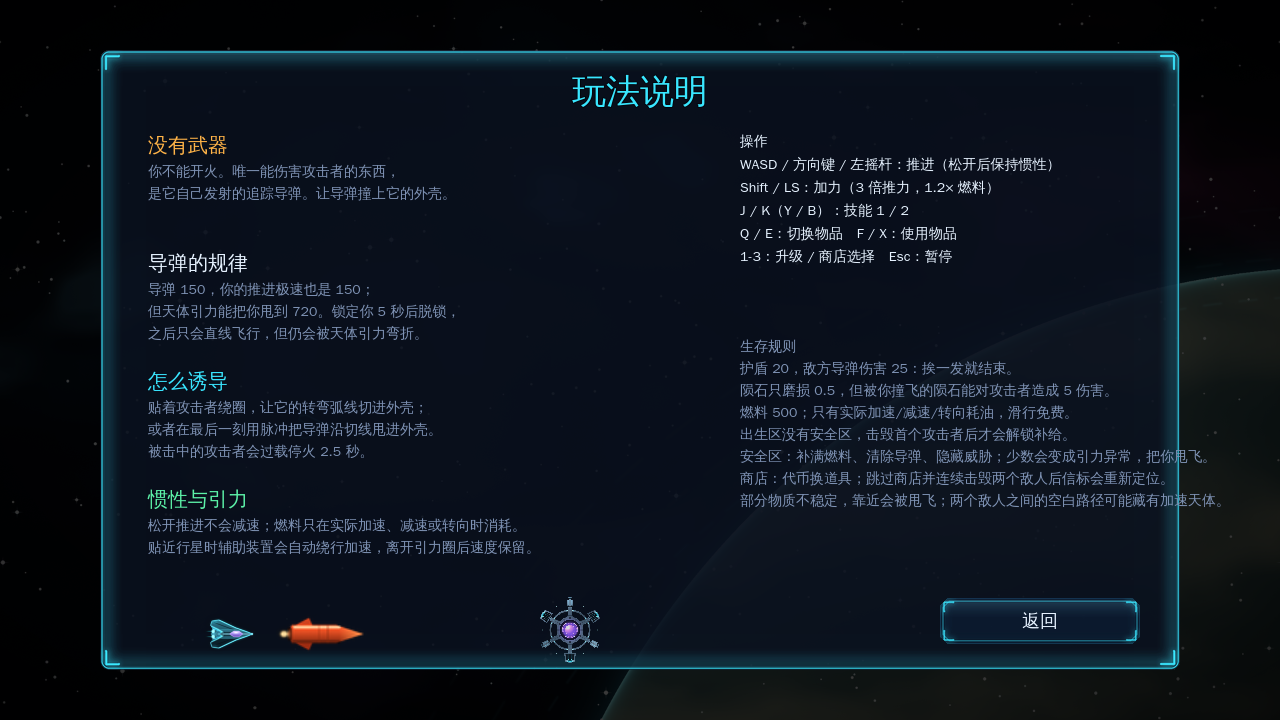 玩法说明
没有武器
你不能开火。唯一能伤害攻击者的东西，
是它自己发射的追踪导弹。让导弹撞上它的外壳。
导弹的规律
导弹 150，你的推进极速也是 150；
但天体引力能把你甩到 720。锁定你 5 秒后脱锁，
之后只会直线飞行，但仍会被天体引力弯折。
怎么诱导
贴着攻击者绕圈，让它的转弯弧线切进外壳；
或者在最后一刻用脉冲把导弹沿切线甩进外壳。
被击中的攻击者会过载停火 2.5 秒。
惯性与引力
松开推进不会减速；燃料只在实际加速、减速或转向时消耗。
贴近行星时辅助装置会自动绕行加速，离开引力圈后速度保留。
操作
WASD / 方向键 / 左摇杆：推进（松开后保持惯性）
Shift / LS：加力（3 倍推力，1.2× 燃料）
J / K（Y / B）：技能 1 / 2
Q / E：切换物品　F / X：使用物品
1-3：升级 / 商店选择　Esc：暂停
生存规则
护盾 20，敌方导弹伤害 25：挨一发就结束。
陨石只磨损 0.5，但被你撞飞的陨石能对攻击者造成 5 伤害。
燃料 500；只有实际加速/减速/转向耗油，滑行免费。
出生区没有安全区，击毁首个攻击者后才会解锁补给。
安全区：补满燃料、清除导弹、隐藏威胁；少数会变成引力异常，把你甩飞。
商店：代币换道具；跳过商店并连续击毁两个敌人后信标会重新定位。
部分物质不稳定，靠近会被甩飞；两个敌人之间的空白路径可能藏有加速天体。
返回